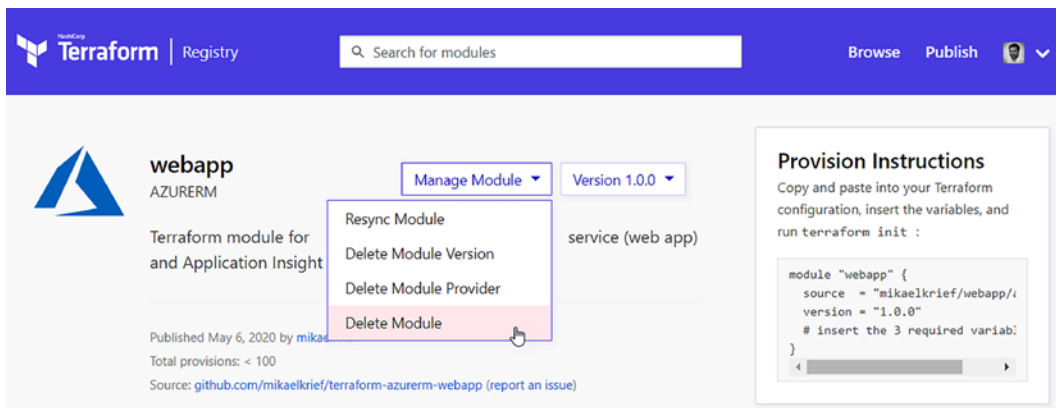 HashiCorp
Terraform | Registry
Search for modules
Browse Publish
webapp
AZURERM
Manage Module
Version 1.0.0
Resync Module
Delete Module Version
Delete Module Provider
Delete Module
Terraform module for service (web app)
and Application Insight
Published May 6, 2020 by
Total provisions: < 100
Source: github.com/mikaelkrief/terraform-azurerm-webapp (report an issue)
Provision Instructions
Copy and paste into your Terraform
configuration, insert the variables, and
run terraform init :
module "webapp" {
source = "mikaelkrief/webapp/
version = "1.0.0"
# insert the 3 required
}